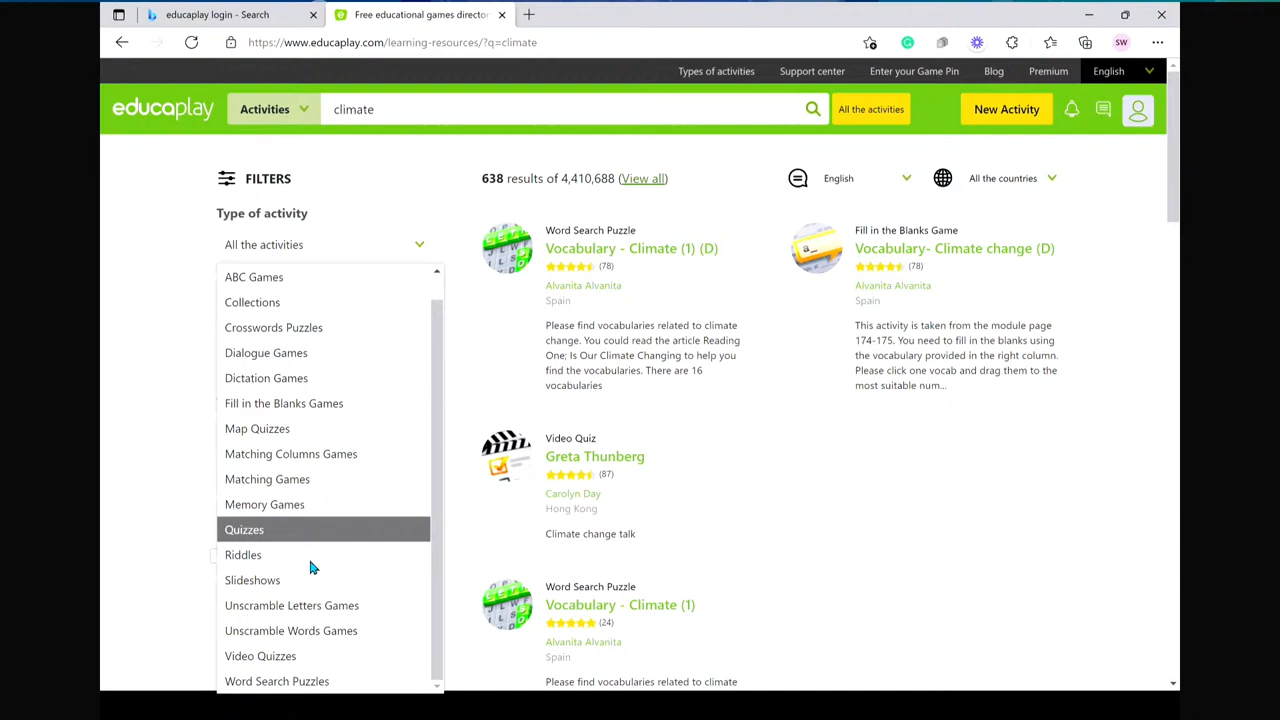 educaplay login - Search
Free educational games director
https://www.educaplay.com/learning-resources/?q=climate
SW
Types of activities
Support center
Enter your Game Pin
Blog
Premium
English
educaplay
Activities
climate
All the activities
New Activity
FILTERS
638 results of 4,410,688 (View all)
English
All the countries
Type of activity
All the activities
ABC Games
Collections
Crosswords Puzzles
Dialogue Games
Dictation Games
Fill in the Blanks Games
Map Quizzes
Matching Columns Games
Matching Games
Memory Games
Quizzes
Riddles
Slideshows
Unscramble Letters Games
Unscramble Words Games
Video Quizzes
Word Search Puzzles
Word Search Puzzle
Vocabulary - Climate (1) (D)
(78)
Alvanita Alvanita
Spain
Please find vocabularies related to climate
change. You could read the article Reading
One; Is Our Climate Changing to help you
find the vocabularies. There are 16
vocabularies
Fill in the Blanks Game
Vocabulary- Climate change (D)
(78)
Alvanita Alvanita
Spain
This activity is taken from the module page
174-175. You need to fill in the blanks using
the vocabulary provided in the right column.
Please click one vocab and drag them to the
most suitable num...
Video Quiz
Greta Thunberg
(87)
Carolyn Day
Hong Kong
Climate change talk
Word Search Puzzle
Vocabulary - Climate (1)
(24)
Alvanita Alvanita
Spain
Please find vocabularies related to climate